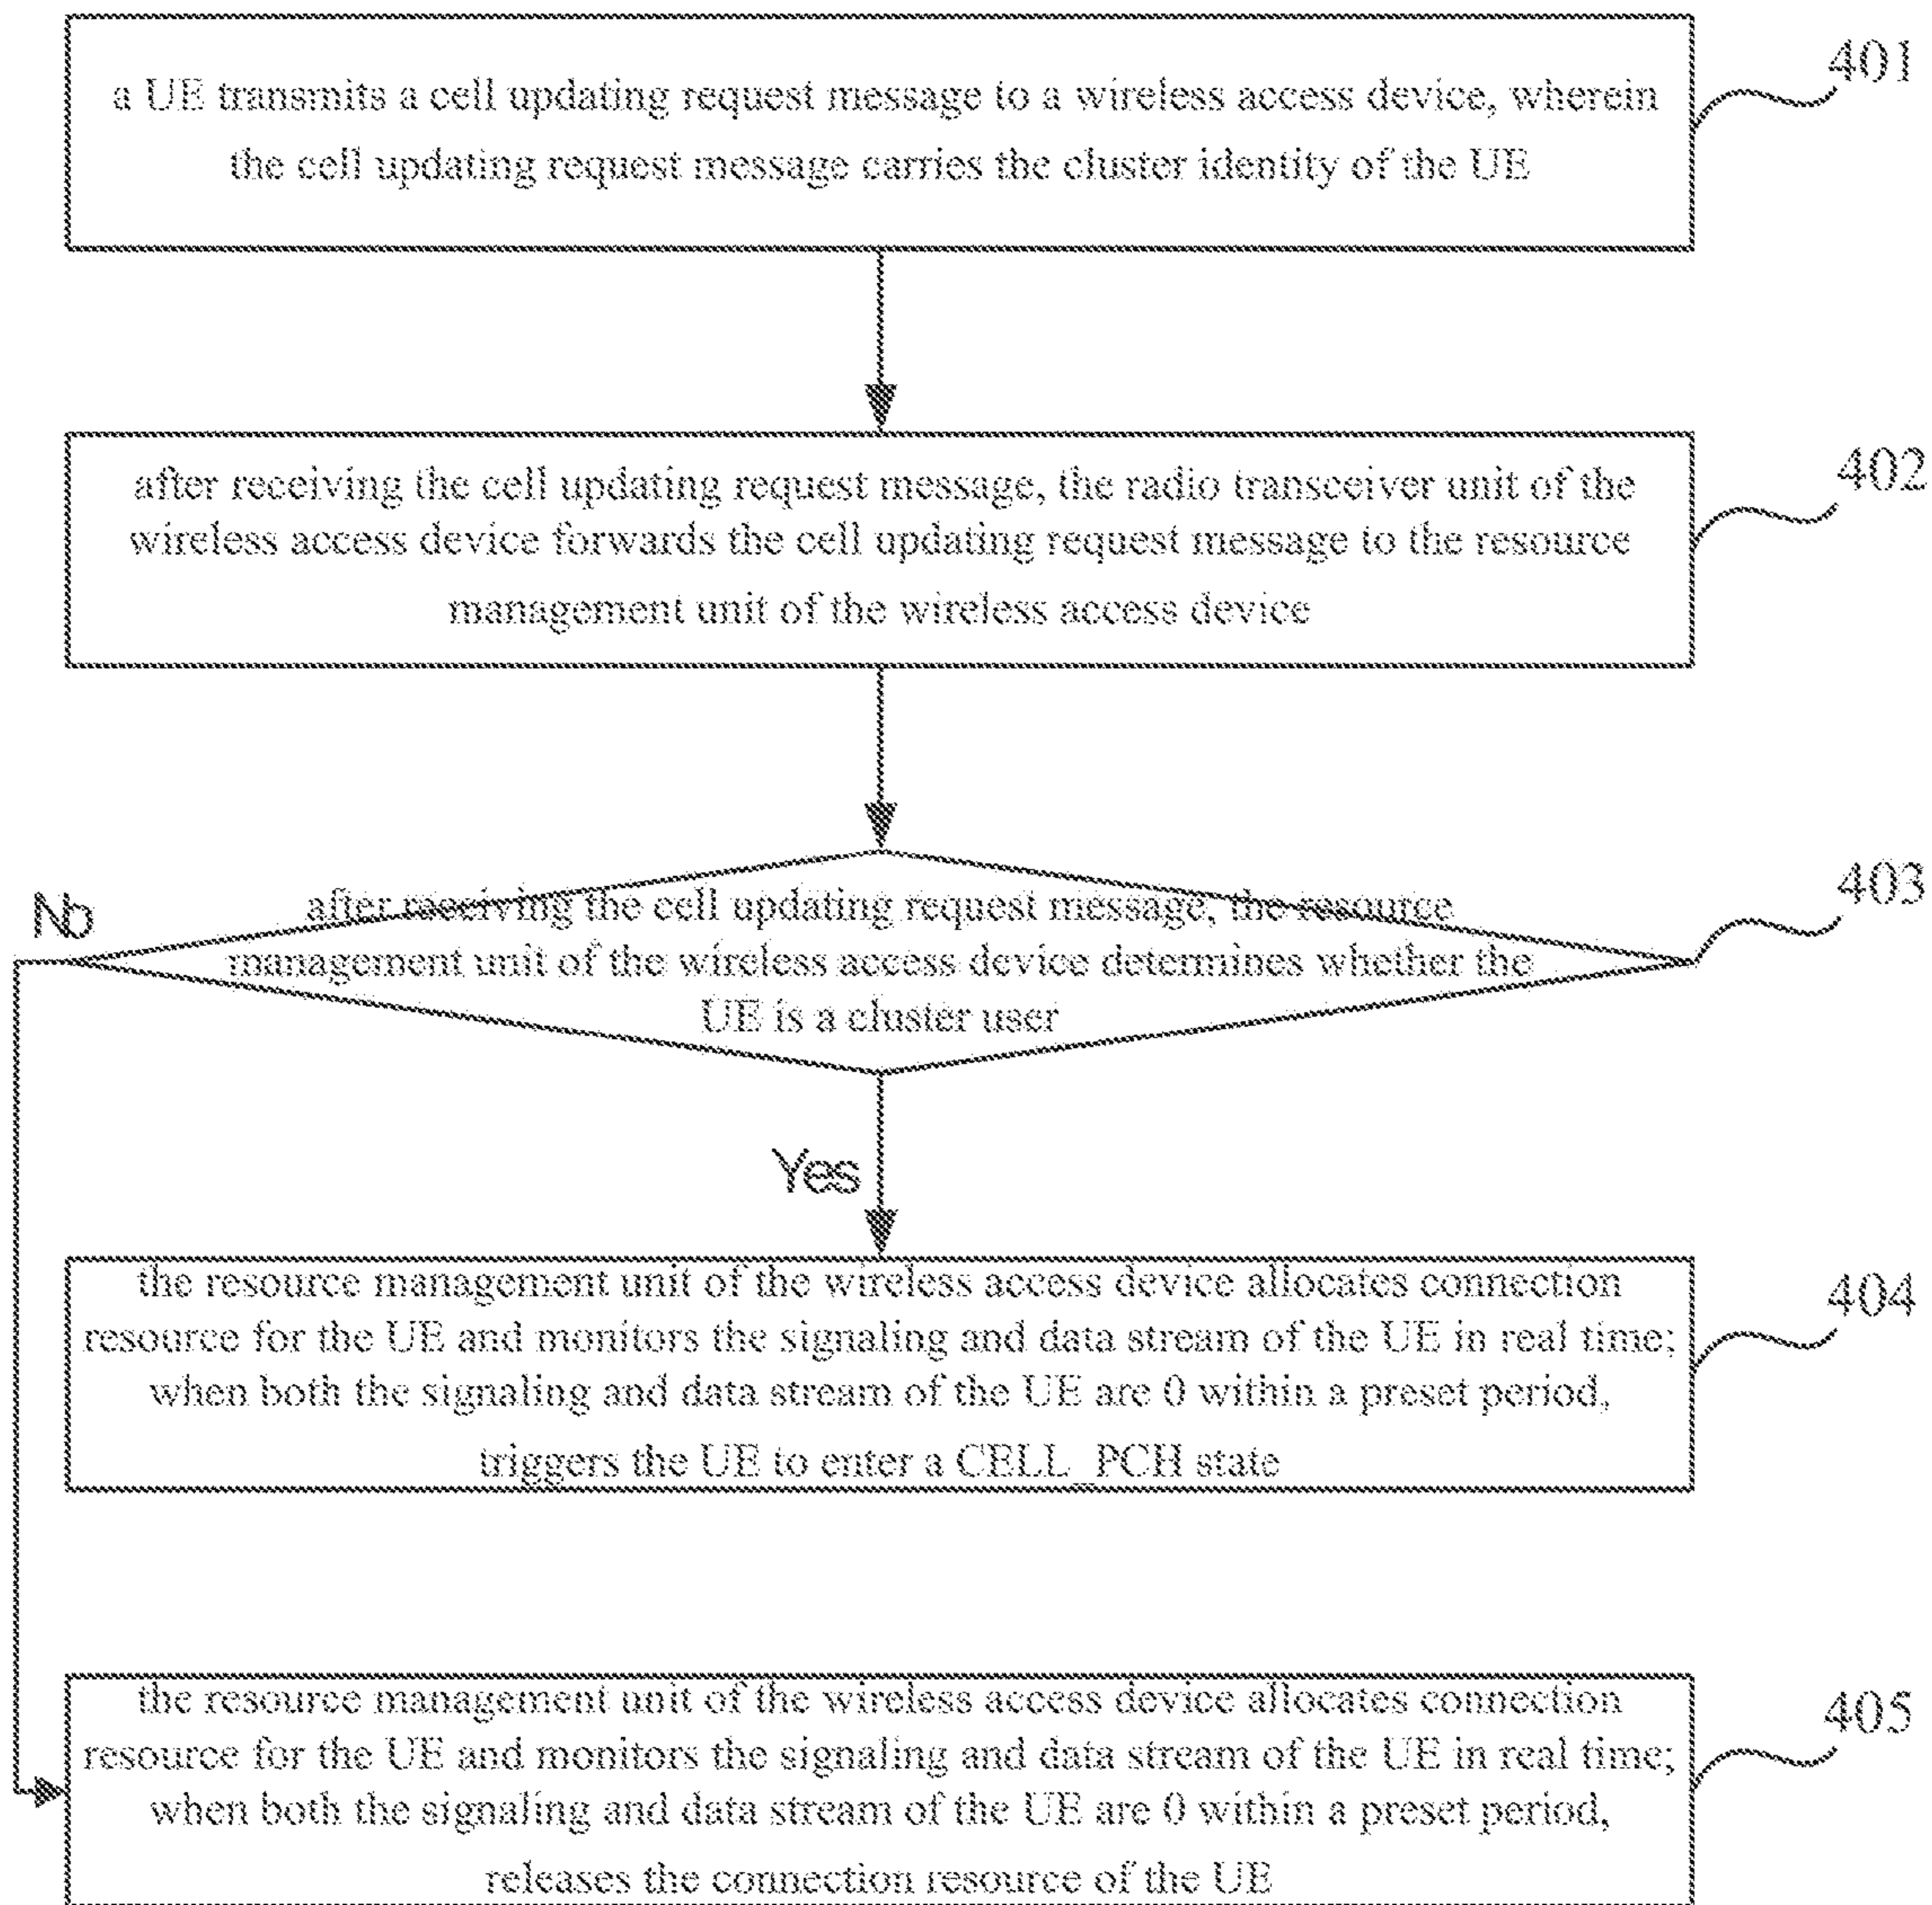 a UE transmits a cell updating request message to a wireless access device, wherein
the cell updating request message carries the cluster identity of the UE
401
after receiving the cell updating request message, the radio transceiver unit of the
wireless access device forwards the cell updating request message to the resource
management unit of the wireless access device
402
No
after receiving the cell updating request message, the resource
management unit of the wireless access device determines whether the
UE is a cluster user
403
Yes
the resource management unit of the wireless access device allocates connection
resource for the UE and monitors the signaling and data stream of the UE in real time;
when both the signaling and data stream of the UE are 0 within a preset period,
triggers the UE to enter a CELL_PCH state
404
the resource management unit of the wireless access device allocates connection
resource for the UE and monitors the signaling and data stream of the UE in real time;
when both the signaling and data stream of the UE are 0 within a preset period,
releases the connection resource of the UE
405